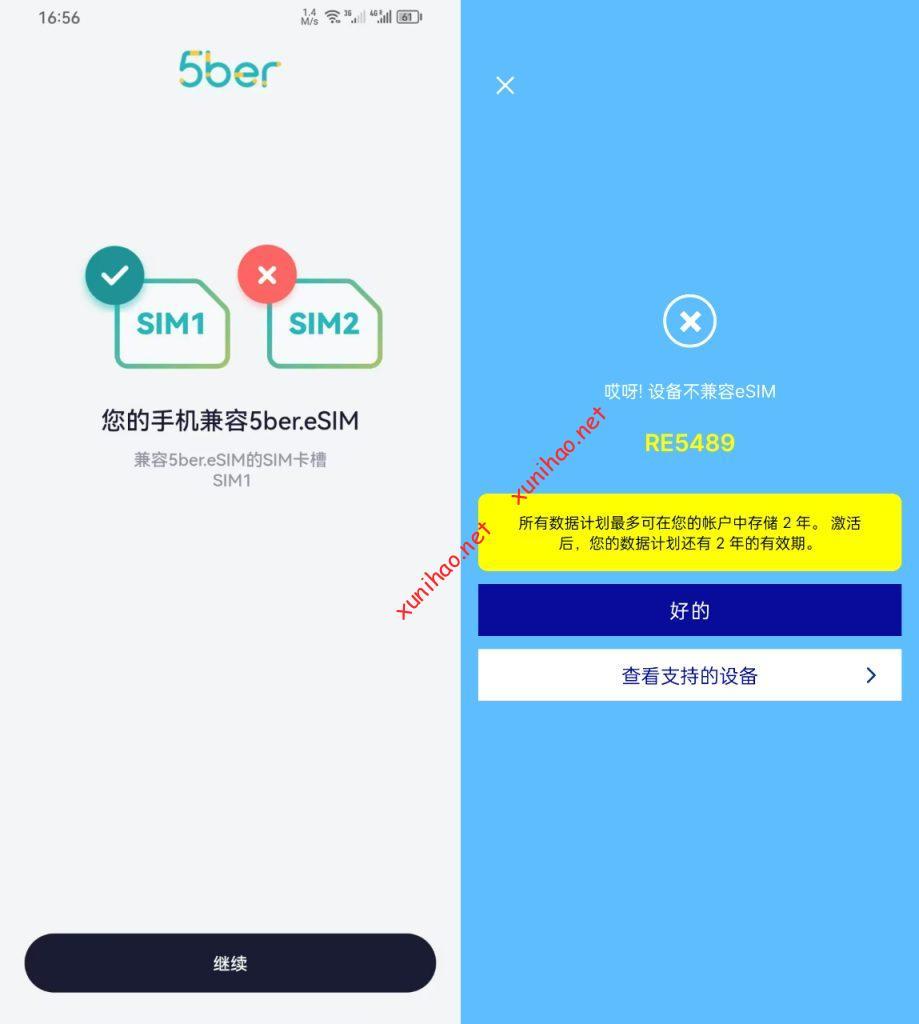 16:56
1.4 M/s 3G 4G 61
5ber
SIM1
SIM2
您的手机兼容5ber.eSIM
兼容5ber.eSIM的SIM卡槽
SIM1
继续
哎呀! 设备不兼容eSIM
RE5489
所有数据计划最多可在您的帐户中存储 2 年。 激活
后，您的数据计划还有 2 年的有效期。
好的
查看支持的设备
xunihao.net
xunihao.net